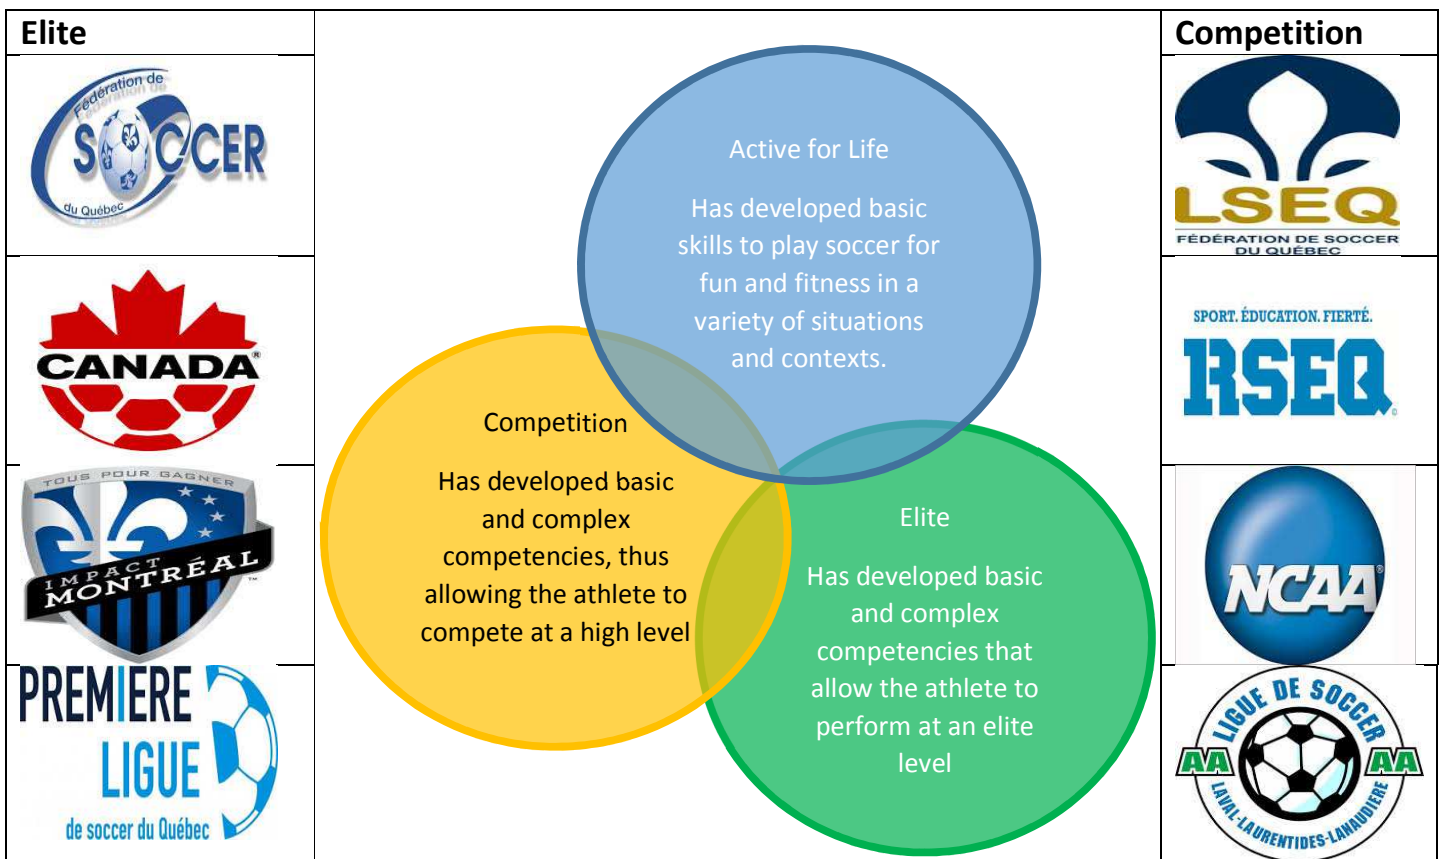 Elite
Fédération de
SOCCER
du Québec
CANADA®
TOUS POUR GAGNER
IMPACT
MONTRÉAL
™
PREMIERE
LIGUE
de soccer du Québec
Active for Life
Has developed basic
skills to play soccer for
fun and fitness in a
variety of situations
and contexts.
Competition
Has developed basic
and complex
competencies, thus
allowing the athlete to
compete at a high level
Elite
Has developed basic
and complex
competencies that
allow the athlete to
perform at an elite
level
Competition
LSEQ
FÉDÉRATION DE SOCCER
DU QUÉBEC
SPORT. ÉDUCATION. FIERTÉ.
RSEQ
©
NCAA®
LIGUE DE SOCCER
AA AA
LAVAL-LAURENTIDES-LANAUDIERE